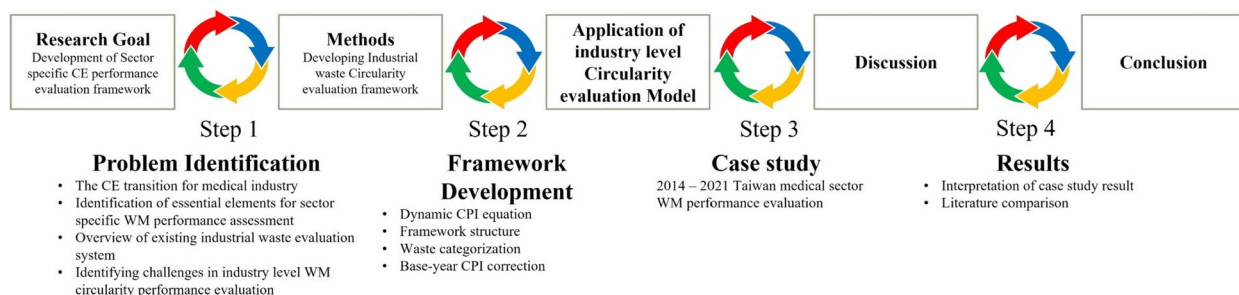 Research Goal
Development of Sector
specific CE performance
evaluation framework
Methods
Developing Industrial
waste Circularity
evaluation framework
Application of
industry level
Circularity
evaluation Model
Discussion
Conclusion
Step 1
Problem Identification
• The CE transition for medical industry
• Identification of essential elements for sector
specific WM performance assessment
• Overview of existing industrial waste evaluation
system
• Identifying challenges in industry level WM
circularity performance evaluation
Step 2
Framework
Development
• Dynamic CPI equation
• Framework structure
• Waste categorization
• Base-year CPI correction
Step 3
Case study
2014 – 2021 Taiwan medical sector
WM performance evaluation
Step 4
Results
• Interpretation of case study result
• Literature comparison